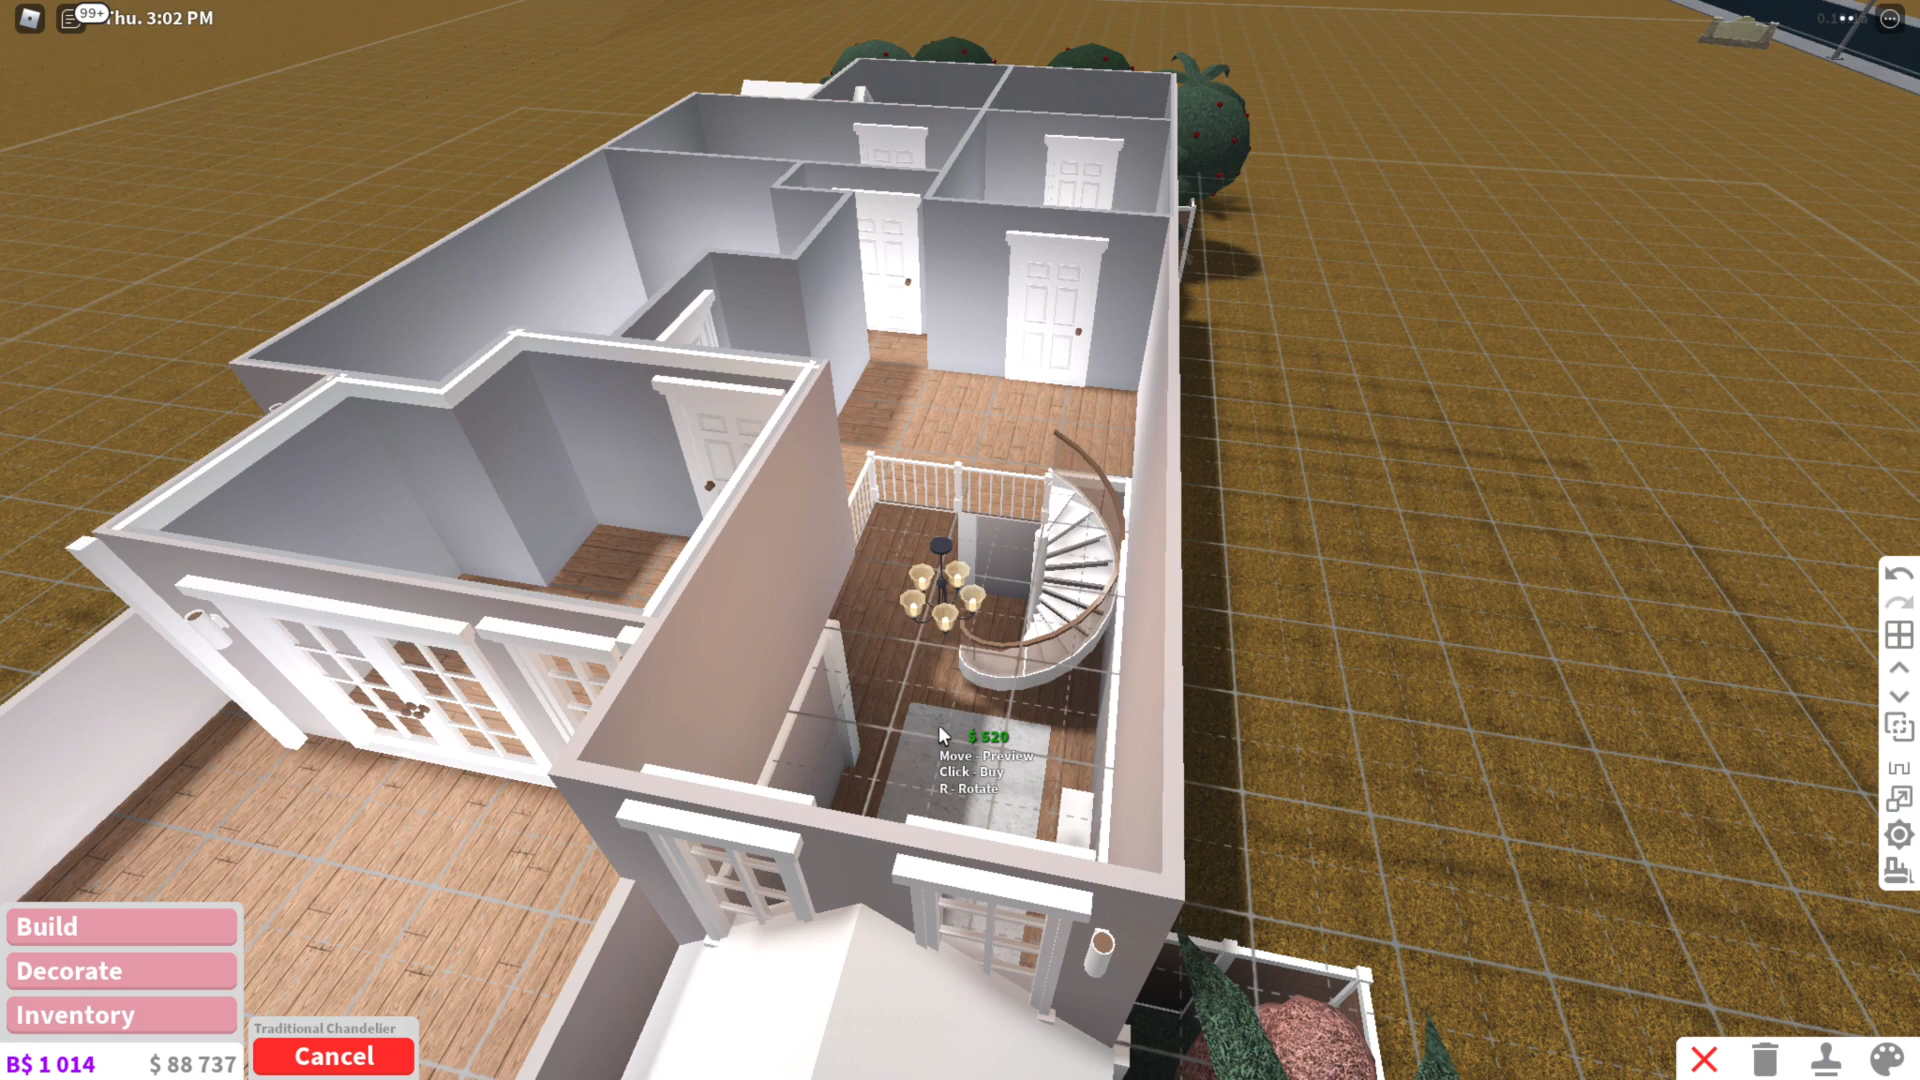 99+
hu. 3:02 PM
$ 520
Move - Preview
Click - Buy
R - Rotate
Build
Decorate
Inventory
B$ 1 014
$ 88 737
Traditional Chandelier
Cancel